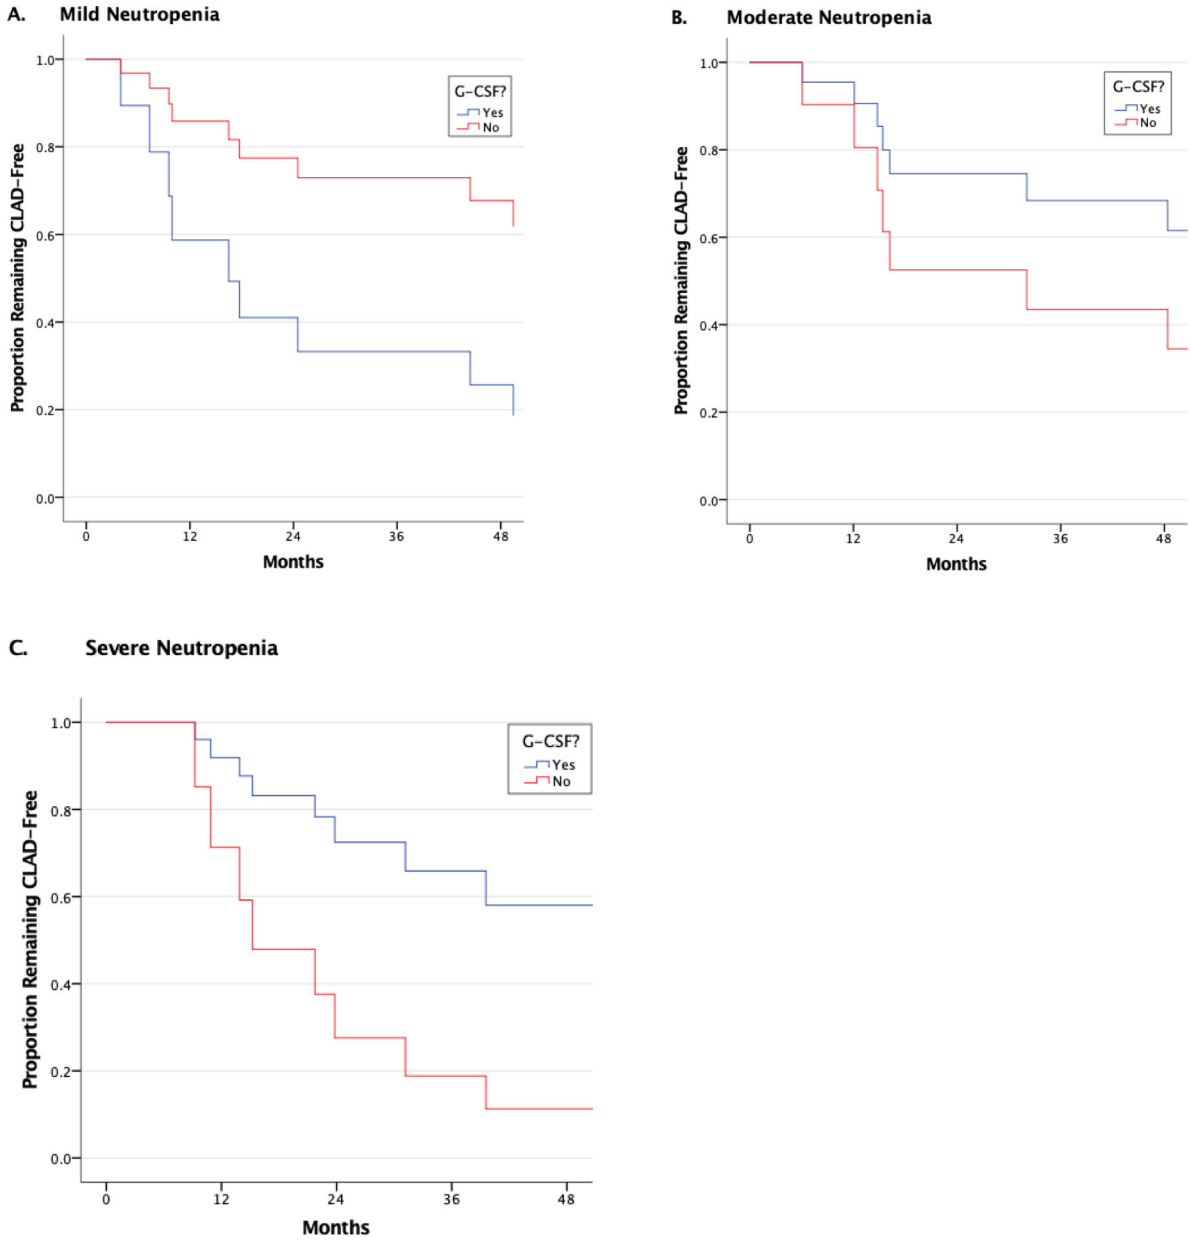 A. Mild Neutropenia
Proportion Remaining CLAD-Free
1.0
0.8
0.6
0.4
0.2
0.0
G-CSF?
Yes
No
0 12 24 36 48
Months
B. Moderate Neutropenia
Proportion Remaining CLAD-Free
1.0
0.8
0.6
0.4
0.2
0.0
G-CSF?
Yes
No
0 12 24 36 48
Months
C. Severe Neutropenia
Proportion Remaining CLAD-Free
1.0
0.8
0.6
0.4
0.2
0.0
G-CSF?
Yes
No
0 12 24 36 48
Months